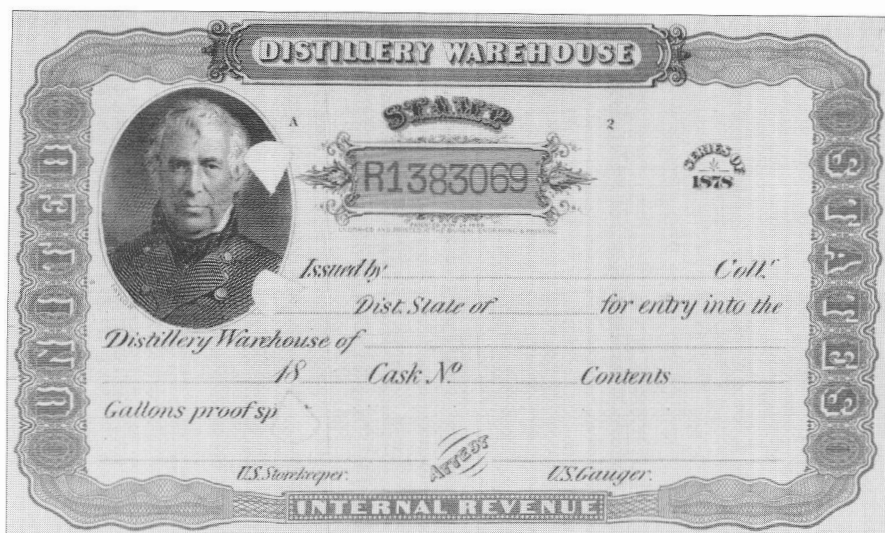 DISTILLERY WAREHOUSE
STAMP
A
2
R1383069
SERIES OF
1878
UNITED
STATES
Issued by Coll.r
Dist. State of for entry into the
Distillery Warehouse of
18 Cask No. Contents
Gallons proof sp
ATTEST
U.S. Storekeeper. U.S. Gauger.
INTERNAL REVENUE